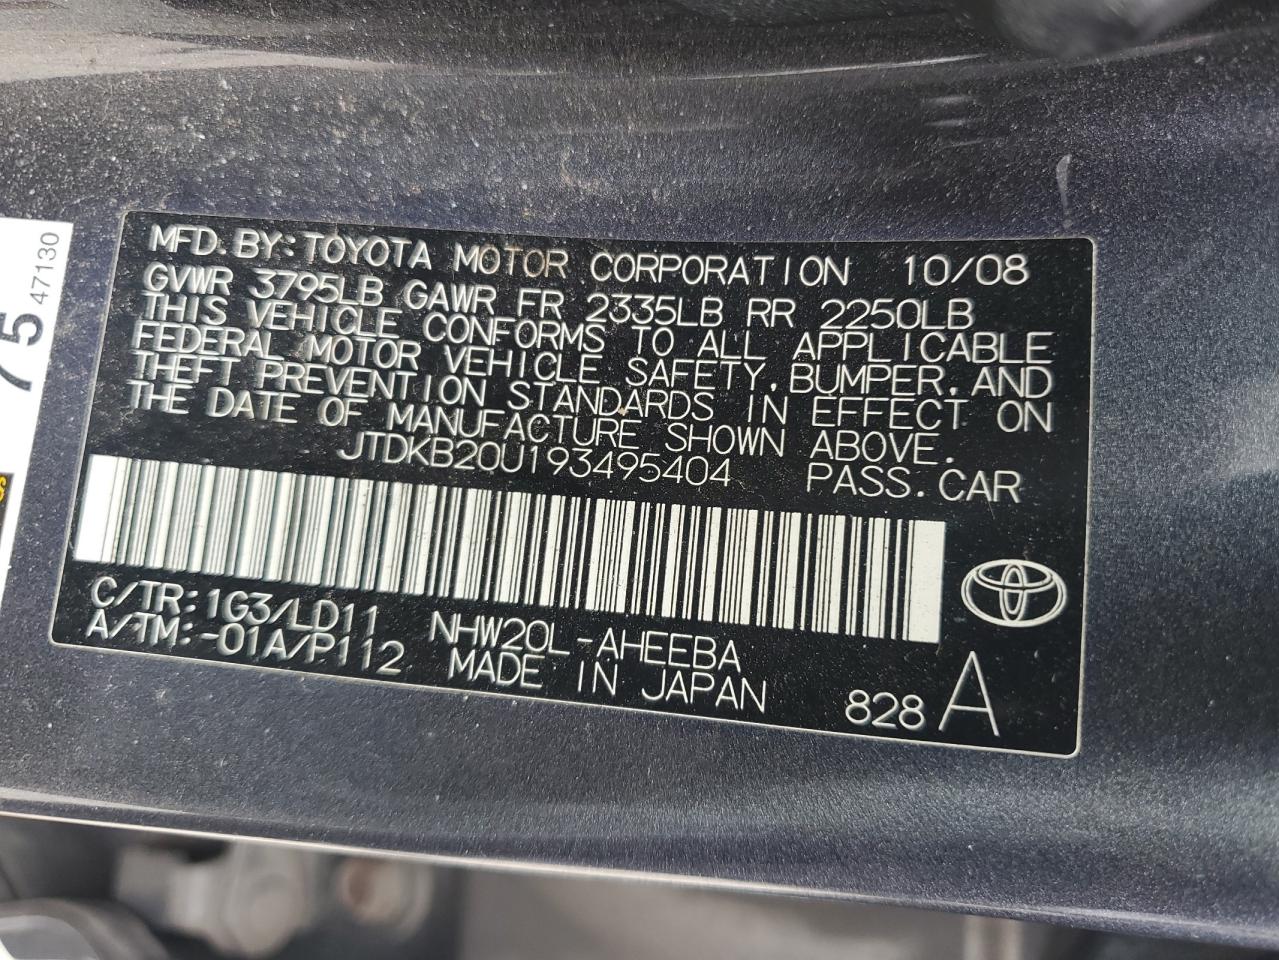 MFD. BY: TOYOTA MOTOR CORPORATION 10/08
GVWR 3795LB GAWR FR 2335LB RR 2250LB
THIS VEHICLE CONFORMS TO ALL APPLICABLE
FEDERAL MOTOR VEHICLE SAFETY, BUMPER, AND
THEFT PREVENTION STANDARDS IN EFFECT ON
THE DATE OF MANUFACTURE SHOWN ABOVE.
JTDKB20U193495404 PASS. CAR
C/TR: 1G3/LD11 NHW20L-AHEEBA
A/TM: -01A/P112 MADE IN JAPAN
828 A
75
47130